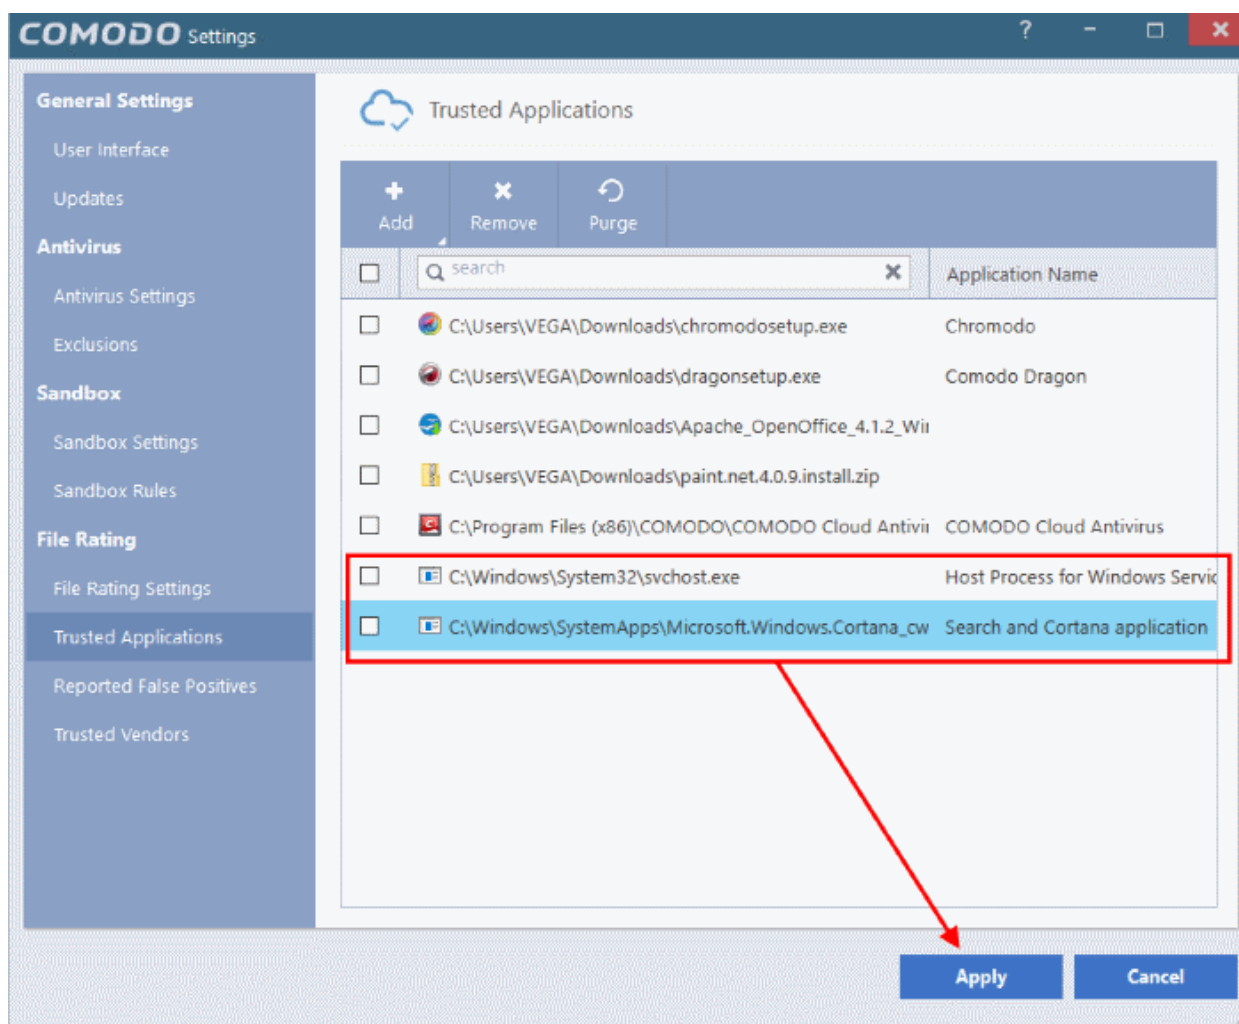 COMODO Settings
?
General Settings
User Interface
Updates
Antivirus
Antivirus Settings
Exclusions
Sandbox
Sandbox Settings
Sandbox Rules
File Rating
File Rating Settings
Trusted Applications
Reported False Positives
Trusted Vendors
Trusted Applications
Add Remove Purge
search Application Name
C:\Users\VEGA\Downloads\chromodosetup.exe Chromodo
C:\Users\VEGA\Downloads\dragonsetup.exe Comodo Dragon
C:\Users\VEGA\Downloads\Apache_OpenOffice_4.1.2_Wi
C:\Users\VEGA\Downloads\paint.net.4.0.9.install.zip
C:\Program Files (x86)\COMODO\COMODO Cloud Antivi COMODO Cloud Antivirus
C:\Windows\System32\svchost.exe Host Process for Windows Servic
C:\Windows\SystemApps\Microsoft.Windows.Cortana_cw Search and Cortana application
Apply Cancel